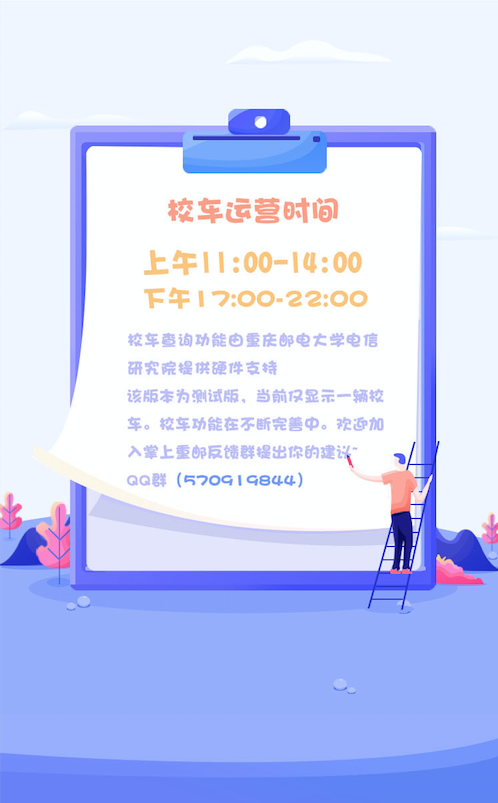 校车运营时间
上午11:00-14:00
下午17:00-22:00
校车查询功能由重庆邮电大学电信
研究院提供硬件支持
该版本为测试版，当前仅显示一辆校
车。校车功能在不断完善中。欢迎加
入掌上重邮反馈群提出你的建议~
QQ群（570919844）